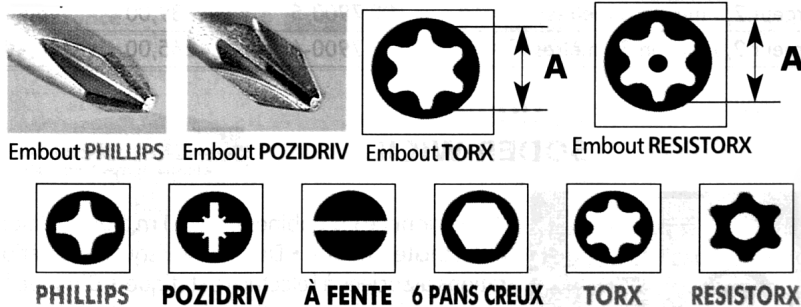 Embout PHILLIPS
Embout POZIDRIV
A
Embout TORX
A
Embout RESISTORX
PHILLIPS
POZIDRIV
À FENTE
6 PANS CREUX
TORX
RESISTORX